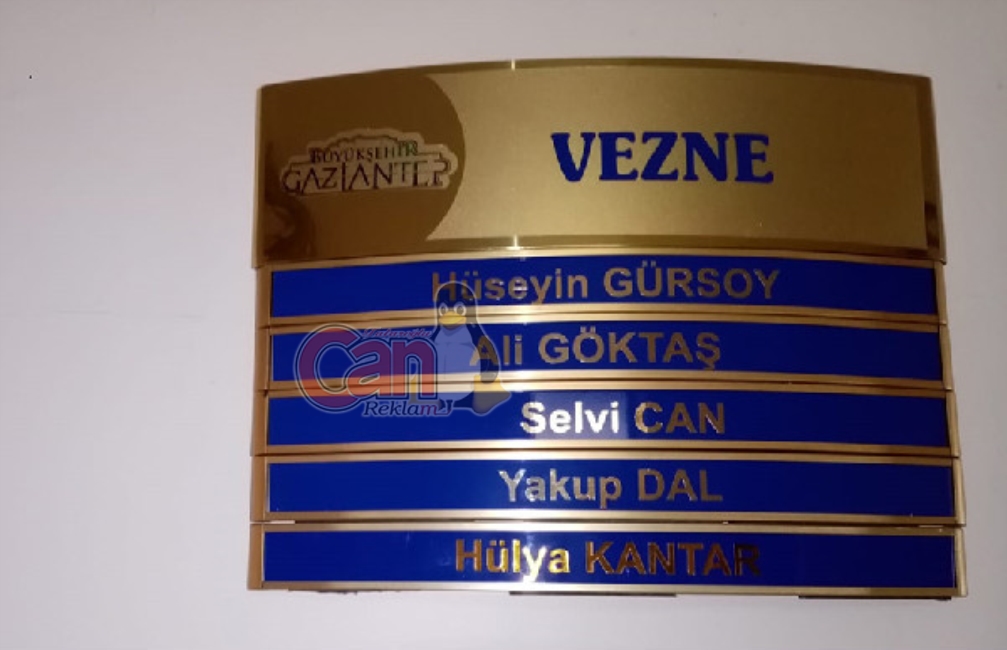 BÜYÜKŞEHİR
GAZİANTEP
VEZNE
Hüseyin GÜRSOY
Ali GÖKTAŞ
Can
Reklam
Selvi CAN
Yakup DAL
Hülya KANTAR